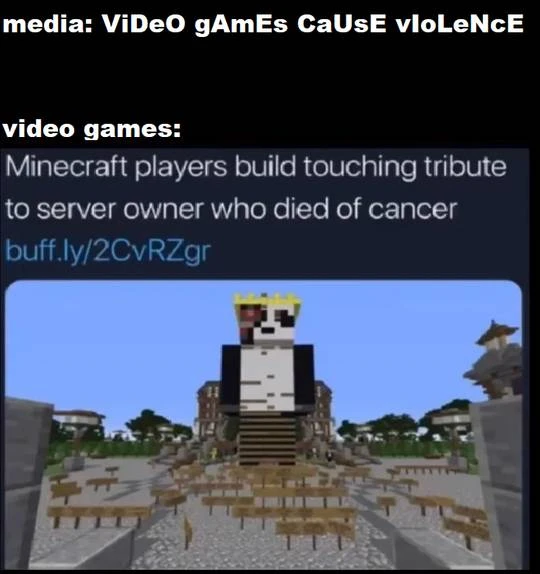 media: ViDeO gAmEs CaUsE vIoLeNcE
video games:
Minecraft players build touching tribute
to server owner who died of cancer
buff.ly/2CvRZgr